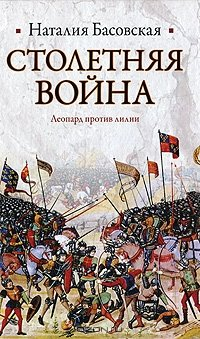 Наталия Басовская
СТОЛЕТНЯЯ
ВОЙНА
Леопард против лилии